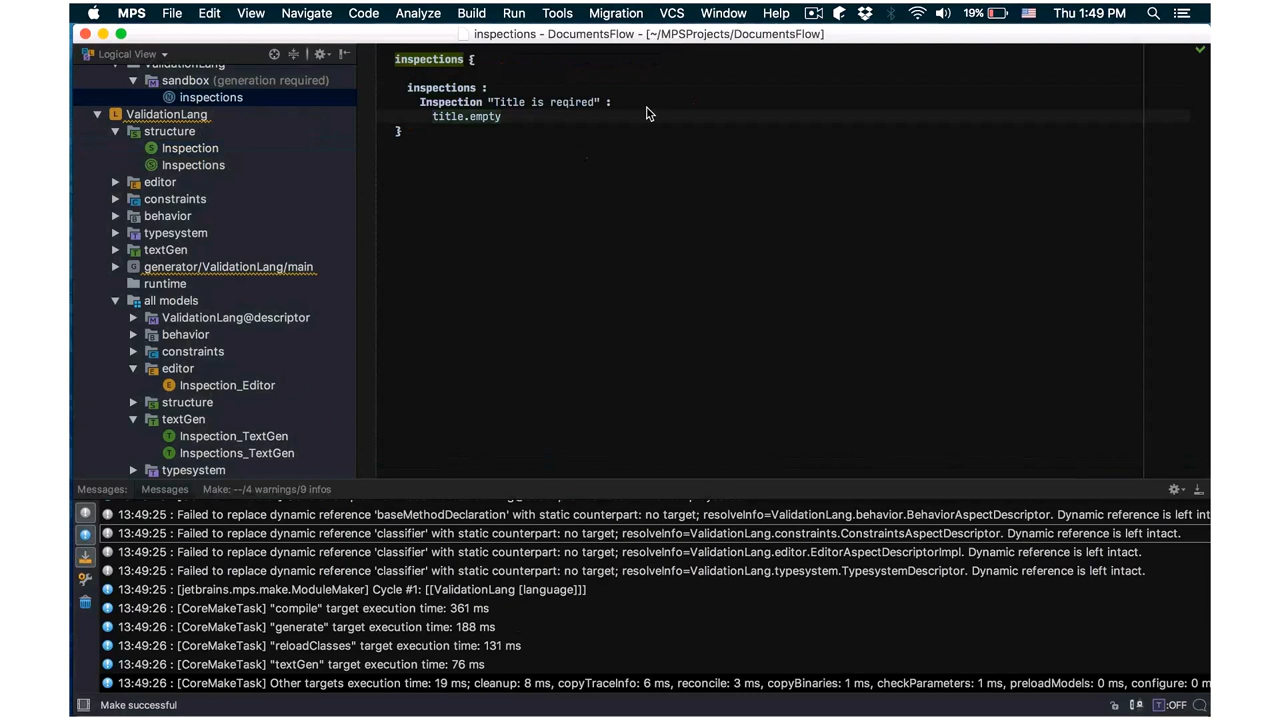 MPS File Edit View Navigate Code Analyze Build Run Tools Migration VCS Window Help 19% Thu 1:49 PM
inspections - DocumentsFlow - [~/MPSProjects/DocumentsFlow]
Logical View
sandbox (generation required)
inspections
ValidationLang
structure
Inspection
Inspections
editor
constraints
behavior
typesystem
textGen
generator/ValidationLang/main
runtime
all models
ValidationLang@descriptor
behavior
constraints
editor
Inspection_Editor
structure
textGen
Inspection_TextGen
Inspections_TextGen
typesystem
inspections {
inspections :
Inspection "Title is reqired" :
title.empty
}
Messages: Messages Make: --/4 warnings/9 infos
13:49:25 : Failed to replace dynamic reference 'baseMethodDeclaration' with static counterpart: no target; resolveInfo=ValidationLang.behavior.BehaviorAspectDescriptor. Dynamic reference is left int
13:49:25 : Failed to replace dynamic reference 'classifier' with static counterpart: no target; resolveInfo=ValidationLang.constraints.ConstraintsAspectDescriptor. Dynamic reference is left intact.
13:49:25 : Failed to replace dynamic reference 'classifier' with static counterpart: no target; resolveInfo=ValidationLang.editor.EditorAspectDescriptorImpl. Dynamic reference is left intact.
13:49:25 : Failed to replace dynamic reference 'classifier' with static counterpart: no target; resolveInfo=ValidationLang.typesystem.TypesystemDescriptor. Dynamic reference is left intact.
13:49:26 : [jetbrains.mps.make.ModuleMaker] Cycle #1: [[ValidationLang [language]]]
13:49:26 : [CoreMakeTask] "compile" target execution time: 361 ms
13:49:26 : [CoreMakeTask] "generate" target execution time: 188 ms
13:49:26 : [CoreMakeTask] "reloadClasses" target execution time: 131 ms
13:49:26 : [CoreMakeTask] "textGen" target execution time: 76 ms
13:49:26 : [CoreMakeTask] Other targets execution time: 19 ms; cleanup: 8 ms, copyTraceInfo: 6 ms, reconcile: 3 ms, copyBinaries: 1 ms, checkParameters: 1 ms, preloadModels: 0 ms, configure: 0 m
Make successful T:OFF